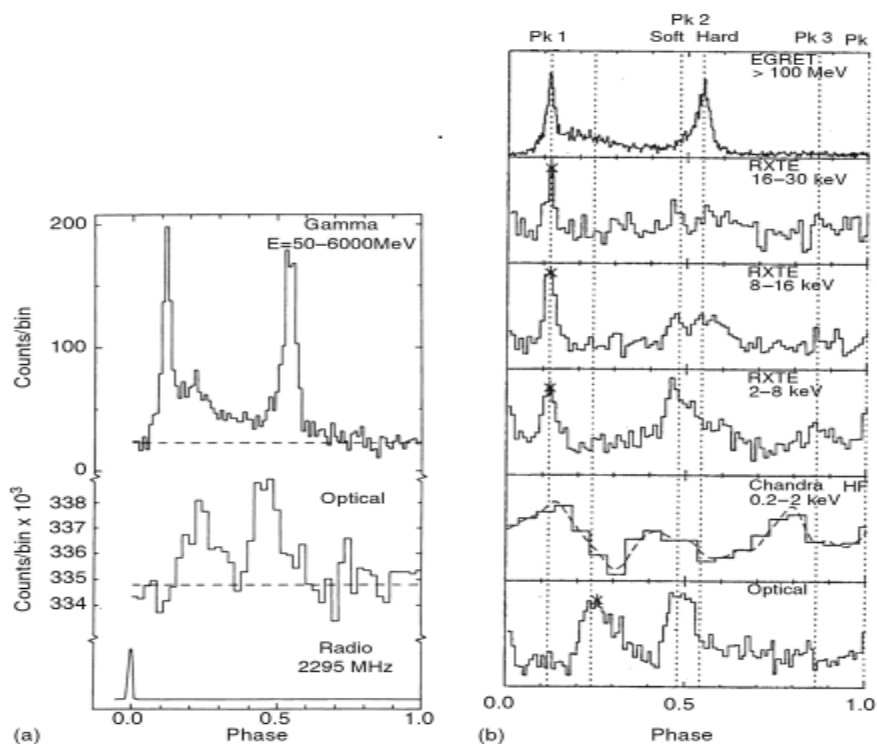 Gamma
E=50–6000MeV
200
100
0
Counts/bin
Optical
338
337
336
335
334
Counts/bin x 10³
Radio
2295 MHz
0.0 0.5 1.0
(a) Phase
Pk 2
Pk 1 Soft Hard Pk 3 Pk
EGRET
> 100 MeV
RXTE
16–30 keV
RXTE
8–16 keV
RXTE
2–8 keV
Chandra HF
0.2–2 keV
Optical
0.0 0.5 1.0
(b) Phase